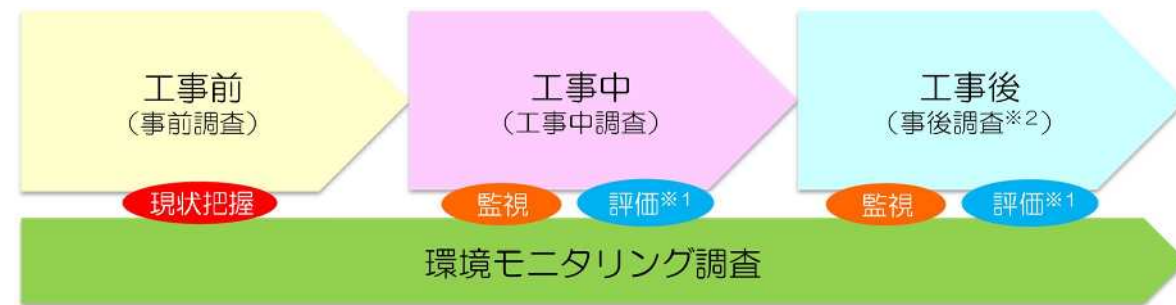 工事前
（事前調査）
工事中
（工事中調査）
工事後
（事後調査※2）
現状把握
監視
評価※1
監視
評価※1
環境モニタリング調査